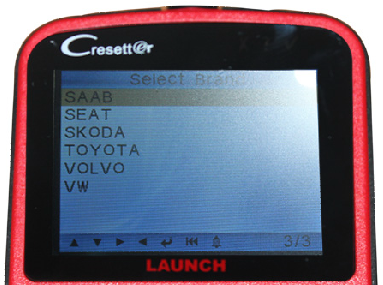 Cresetter
Select Brand
SAAB
SEAT
SKODA
TOYOTA
VOLVO
VW
3/3
LAUNCH